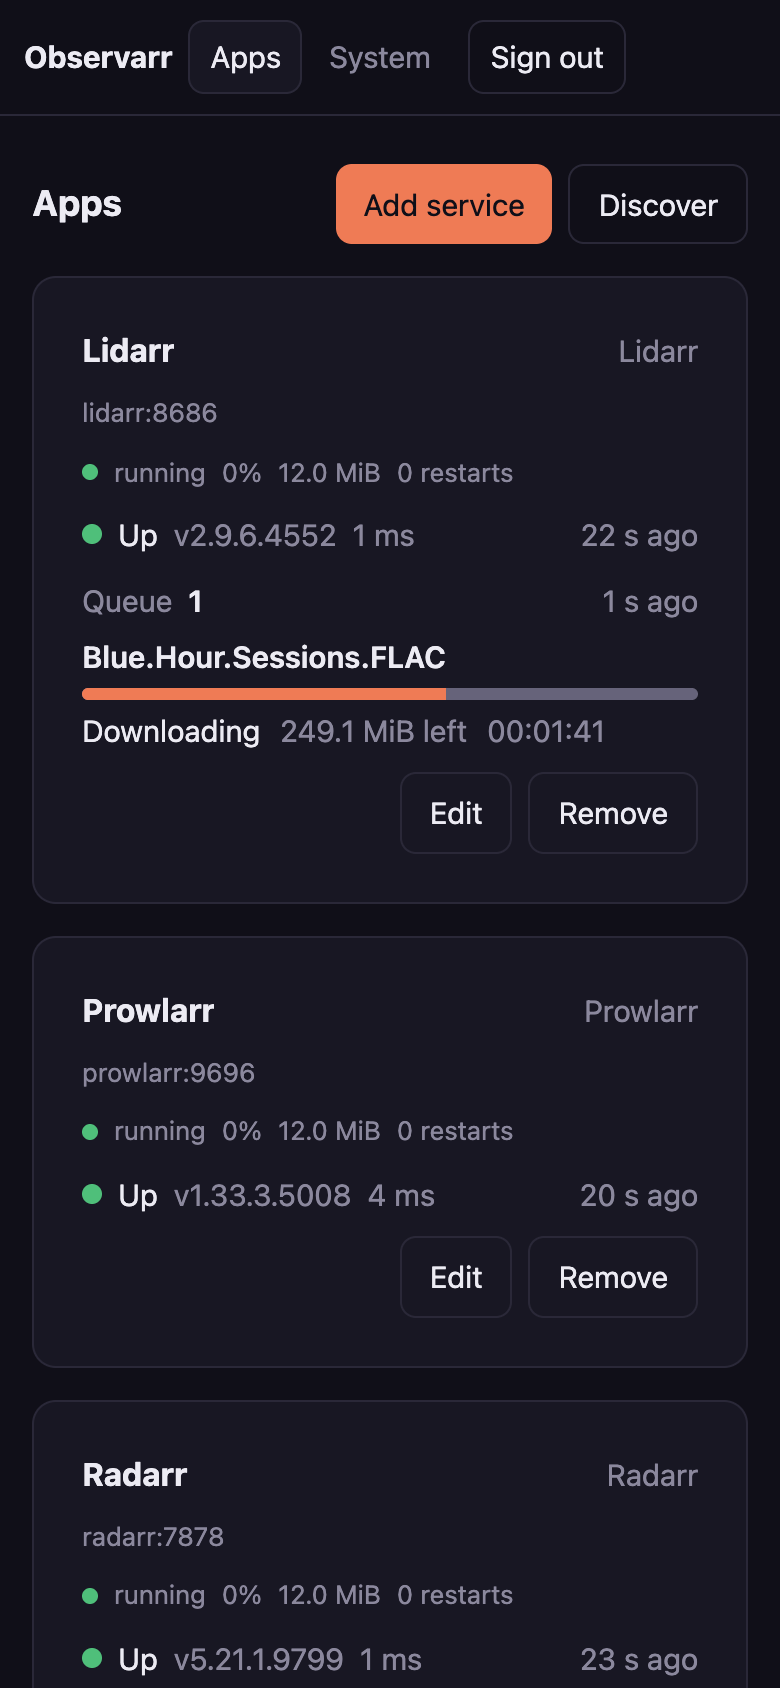 Observarr Apps System Sign out
Apps Add service Discover
Lidarr Lidarr
lidarr:8686
running 0% 12.0 MiB 0 restarts
Up v2.9.6.4552 1 ms 22 s ago
Queue 1 1 s ago
Blue.Hour.Sessions.FLAC
Downloading 249.1 MiB left 00:01:41
Edit Remove
Prowlarr Prowlarr
prowlarr:9696
running 0% 12.0 MiB 0 restarts
Up v1.33.3.5008 4 ms 20 s ago
Edit Remove
Radarr Radarr
radarr:7878
running 0% 12.0 MiB 0 restarts
Up v5.21.1.9799 1 ms 23 s ago